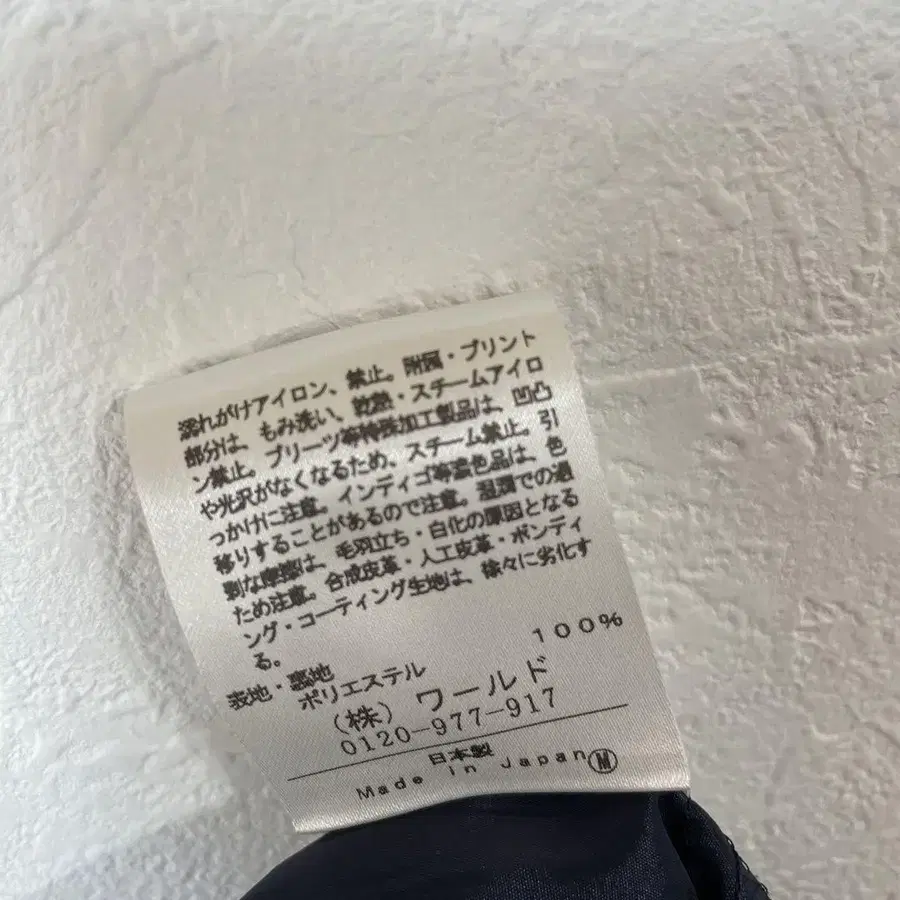 濡れがけアイロン、禁止。附属・プリント
部分は、もみ洗い、乾熱・スチームアイロ
ン禁止。プリーツ等特殊加工製品は、凹凸
や光沢がなくなるため、スチーム禁止。引
っかけに注意。インディゴ等濃色品は、色
移りすることがあるので注意。湿潤での過
剰な摩擦は、毛羽立ち・白化の原因となる
ため注意。合成皮革・人工皮革・ボンディ
ング・コーティング生地は、徐々に劣化す
る。
表地・裏地
ポリエステル 100%
(株) ワールド
0120-977-917
日本製
Made in Japan Ⓜ